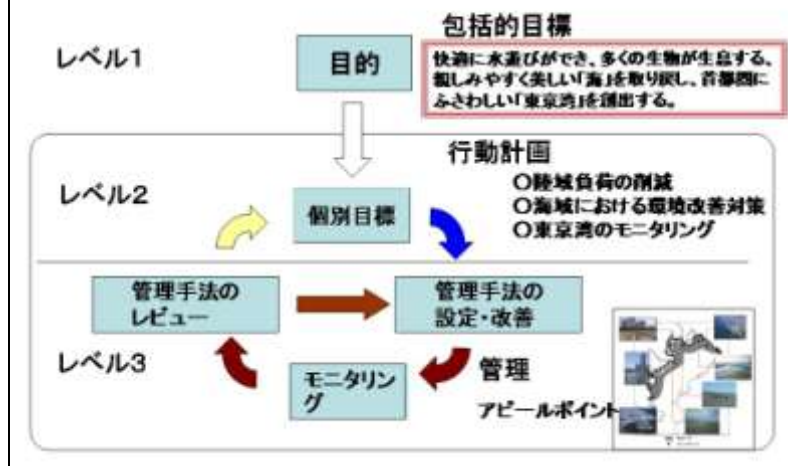 包括的目標
レベル1
目的
快適に水遊びができ、多くの生物が生息する、
親しみやすく美しい「海」を取り戻し、首都圏に
ふさわしい「東京湾」を創出する。
行動計画
レベル2
個別目標
〇陸域負荷の削減
〇海域における環境改善対策
〇東京湾のモニタリング
管理手法の
レビュー
管理手法の
設定・改善
レベル3
モニタリン
グ
管理
アピールポイント